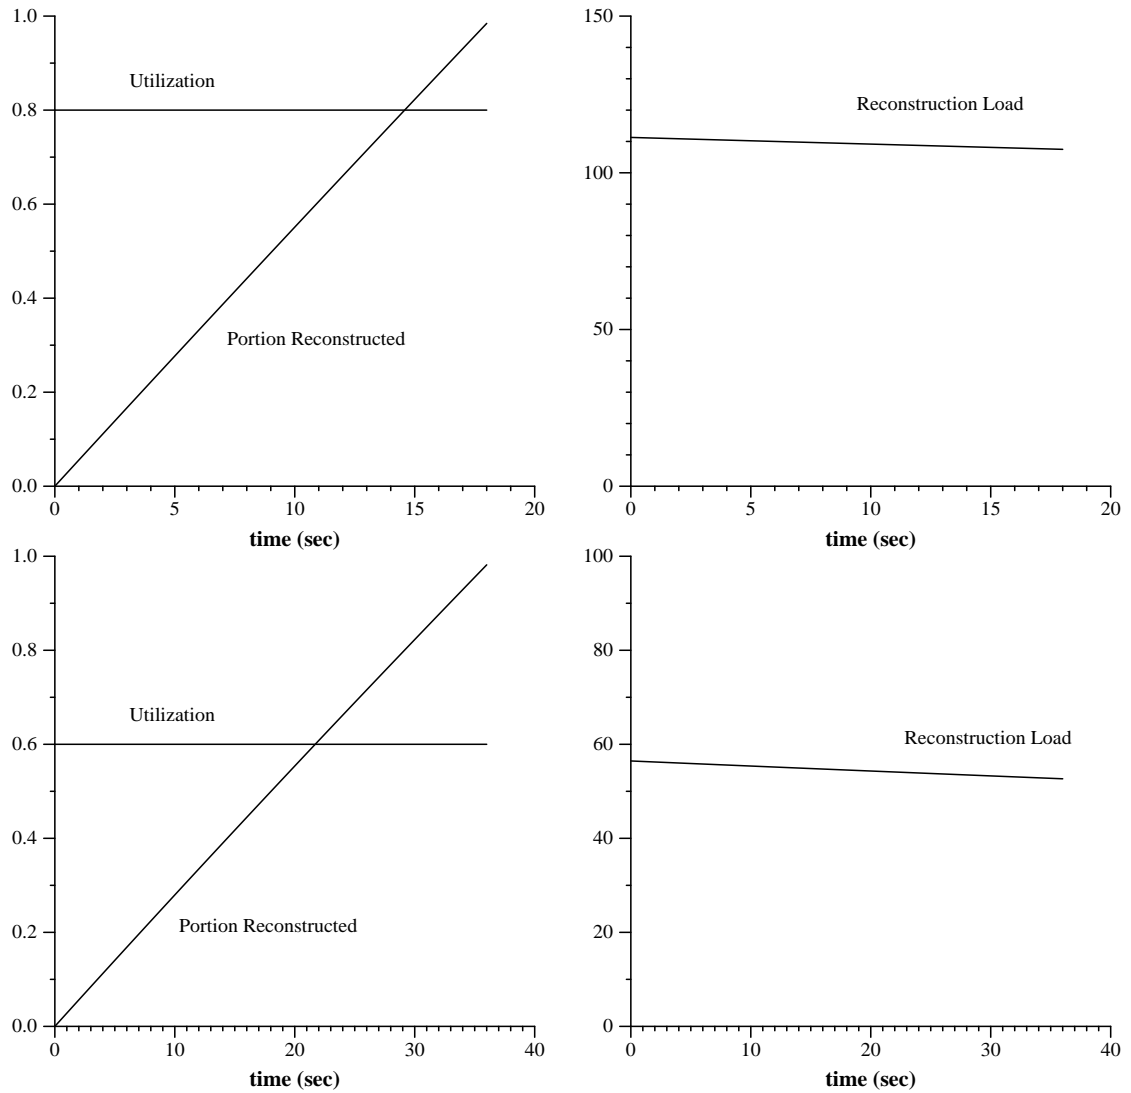 1.0
Utilization
0.8
0.6
0.4
Portion Reconstructed
0.2
0.0
0 5 10 15 20
time (sec)
150
Reconstruction Load
100
50
0
0 5 10 15 20
time (sec)
1.0
0.8
Utilization
0.6
0.4
Portion Reconstructed
0.2
0.0
0 10 20 30 40
time (sec)
100
80
Reconstruction Load
60
40
20
0
0 10 20 30 40
time (sec)